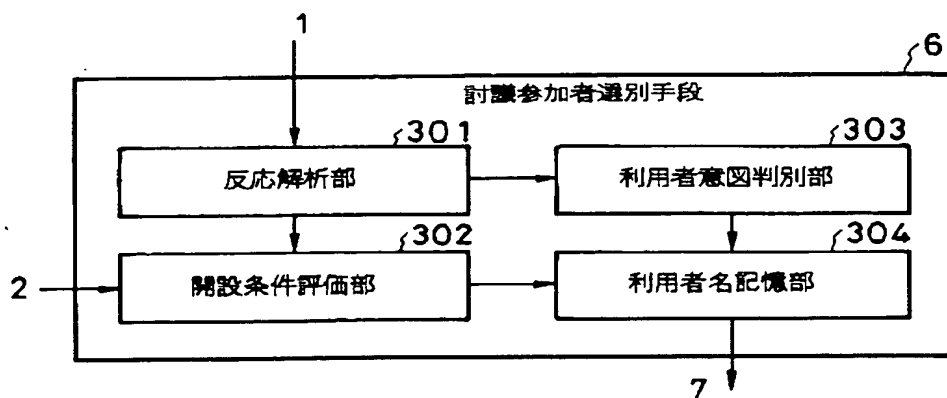 1
6
討議参加者選別手段
301
303
反応解析部
利用者意図判別部
302
304
2
開設条件評価部
利用者名記憶部
7